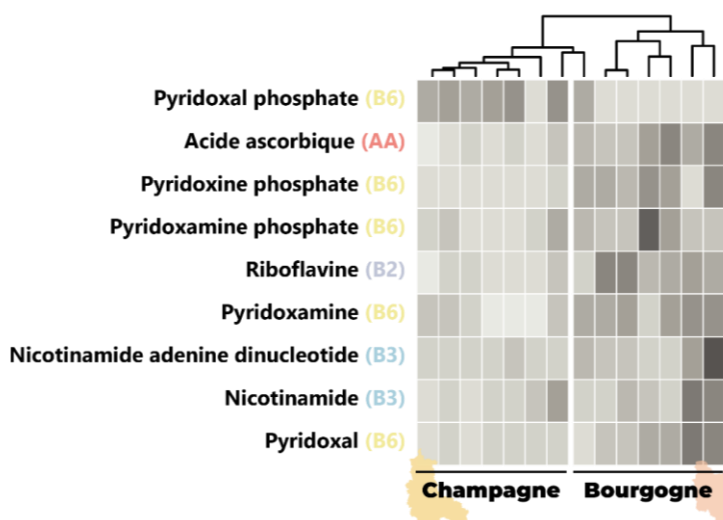 Pyridoxal phosphate (B6)
Acide ascorbique (AA)
Pyridoxine phosphate (B6)
Pyridoxamine phosphate (B6)
Riboflavine (B2)
Pyridoxamine (B6)
Nicotinamide adenine dinucleotide (B3)
Nicotinamide (B3)
Pyridoxal (B6)
Champagne Bourgogne